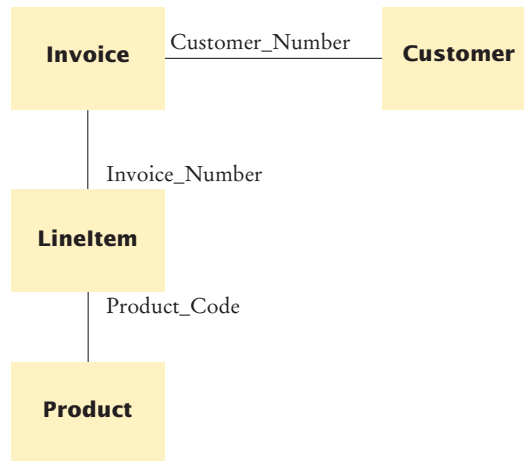 Invoice
Customer_Number
Customer
Invoice_Number
LineItem
Product_Code
Product